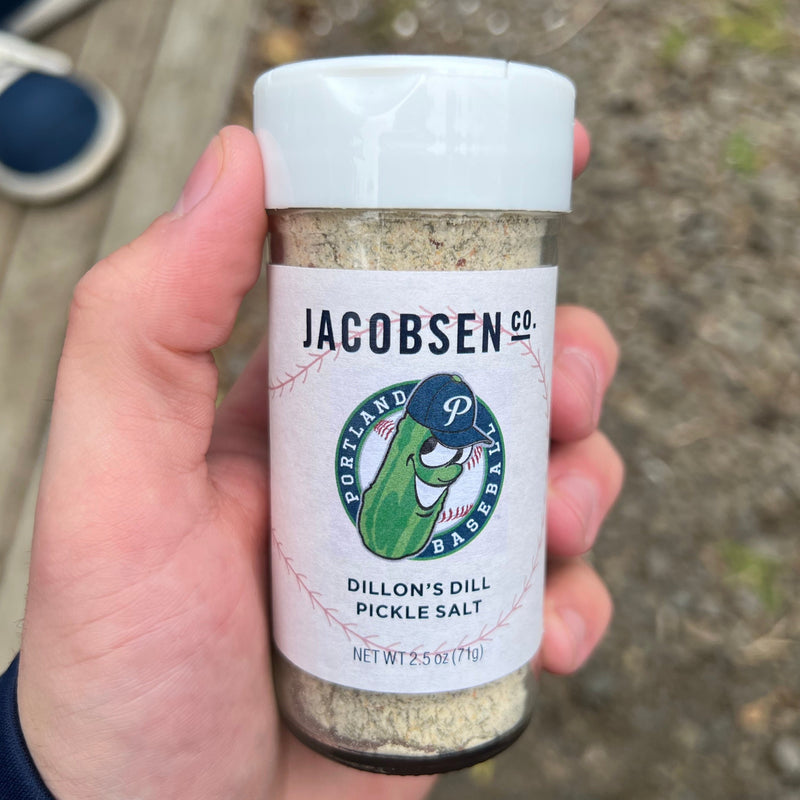 JACOBSEN CO.
PORTLAND
P
BASEBALL
DILLON'S DILL
PICKLE SALT
NET WT 2.5 oz (71g)